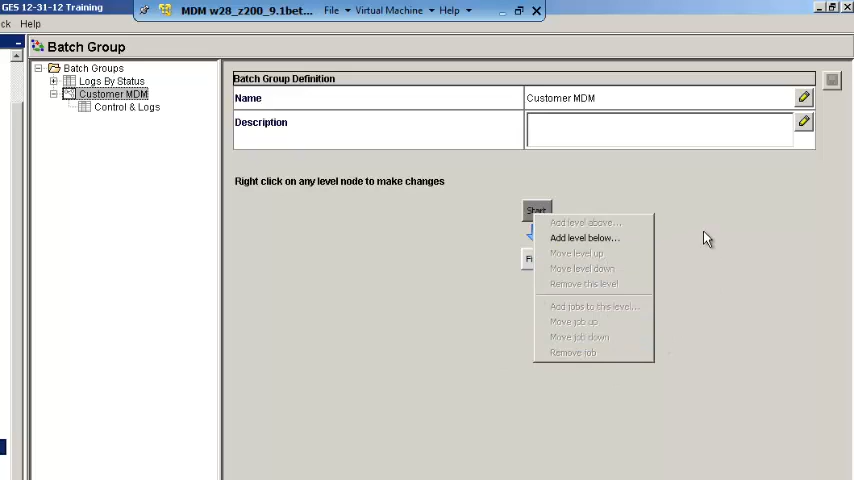 GES 12-31-12 Training
MDM w28_z200_9.1bet...
File
Virtual Machine
Help
ck Help
Batch Group
Batch Groups
Logs By Status
Customer MDM
Control & Logs
Batch Group Definition
Name
Customer MDM
Description
Right click on any level node to make changes
Start
Fi
Add level above...
Add level below...
Move level up
Move level down
Remove this level
Add jobs to this level...
Move job up
Move job down
Remove job